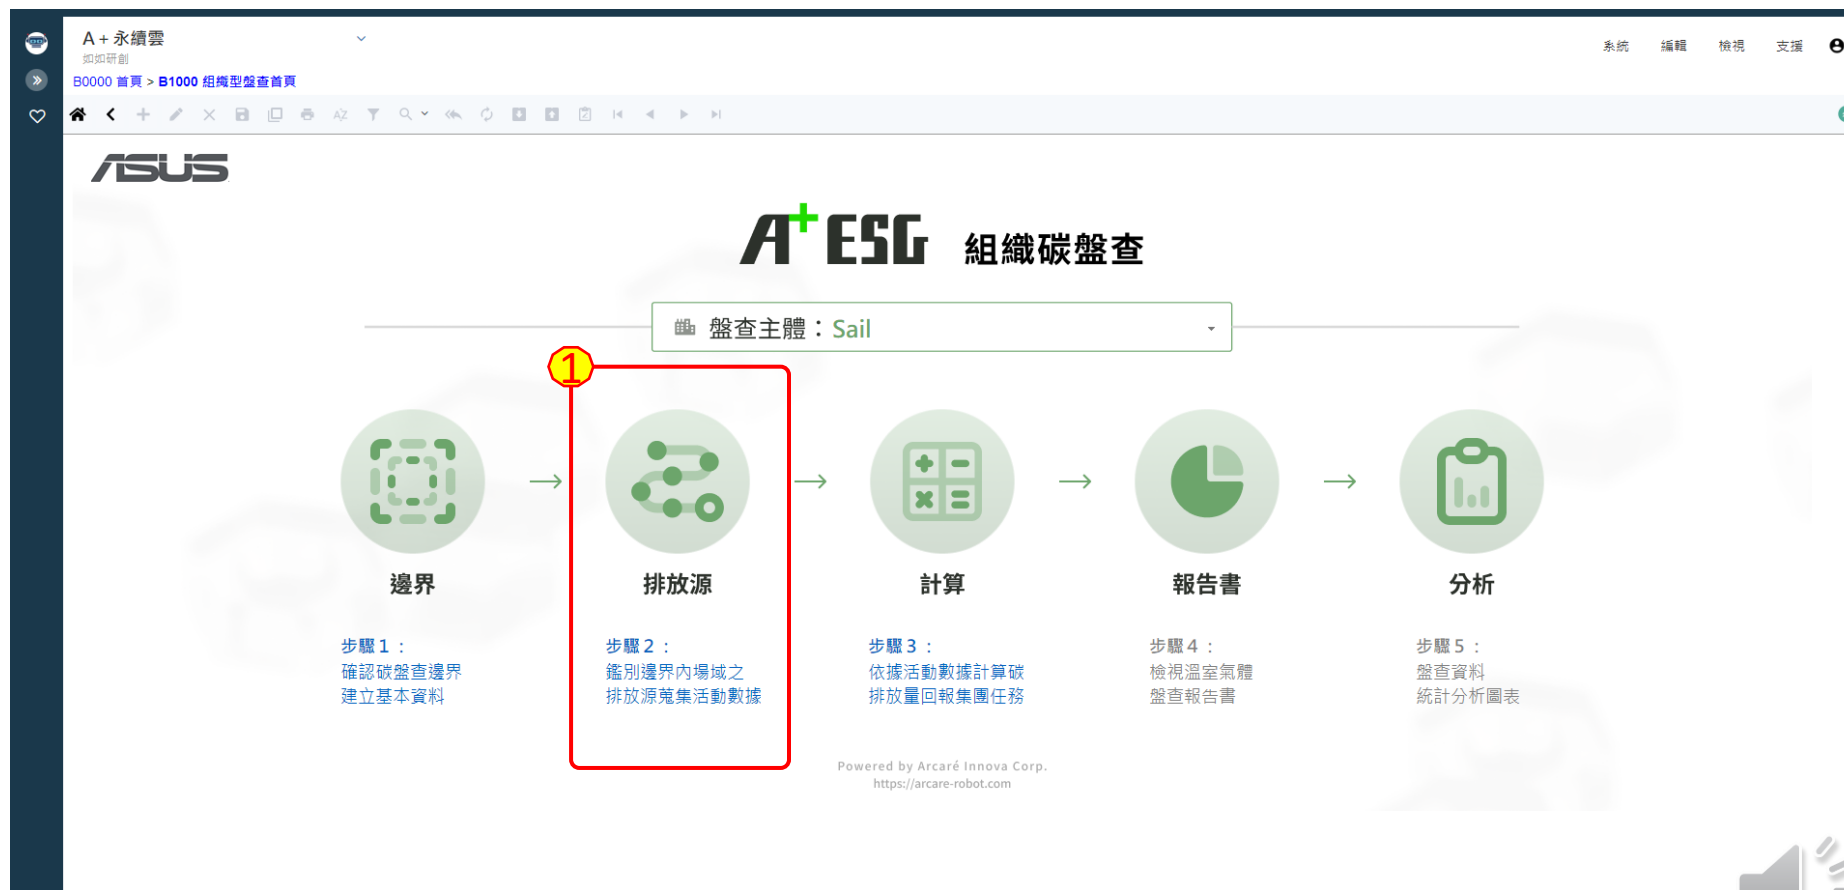 A+永續雲
如如研創
系統 編輯 檢視 支援
B0000 首頁 > B1000 組織型盤查首頁
ASUS
A+ESG 組織碳盤查
盤查主體：Sail
1
邊界
排放源
計算
報告書
分析
步驟1：
確認碳盤查邊界
建立基本資料
步驟2：
鑑別邊界內場域之
排放源蒐集活動數據
步驟3：
依據活動數據計算碳
排放量回報集團任務
步驟4：
檢視溫室氣體
盤查報告書
步驟5：
盤查資料
統計分析圖表
Powered by Arcaré Innova Corp.
https://arcare-robot.com